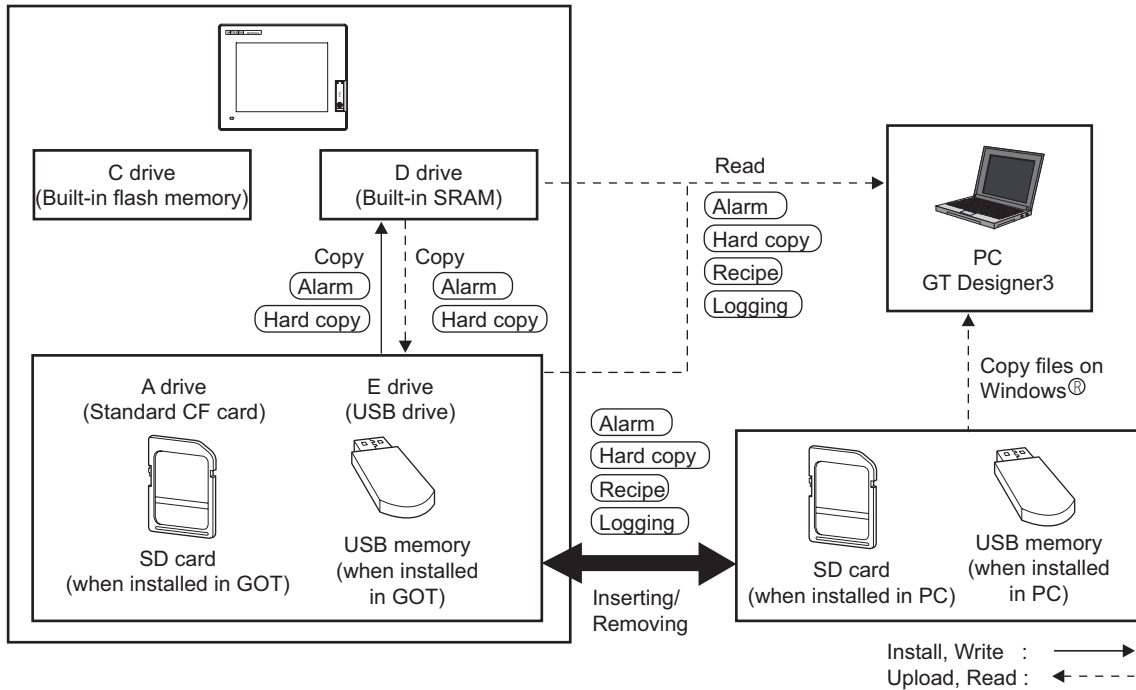 C drive
(Built-in flash memory)
D drive
(Built-in SRAM)
Copy
Alarm
Hard copy
Copy
Alarm
Hard copy
A drive
(Standard CF card)
SD card
(when installed in GOT)
E drive
(USB drive)
USB memory
(when installed
in GOT)
Read
Alarm
Hard copy
Recipe
Logging
PC
GT Designer3
Copy files on
Windows®
Alarm
Hard copy
Recipe
Logging
Inserting/
Removing
SD card
(when installed in PC)
USB memory
(when installed
in PC)
Install, Write :
Upload, Read :